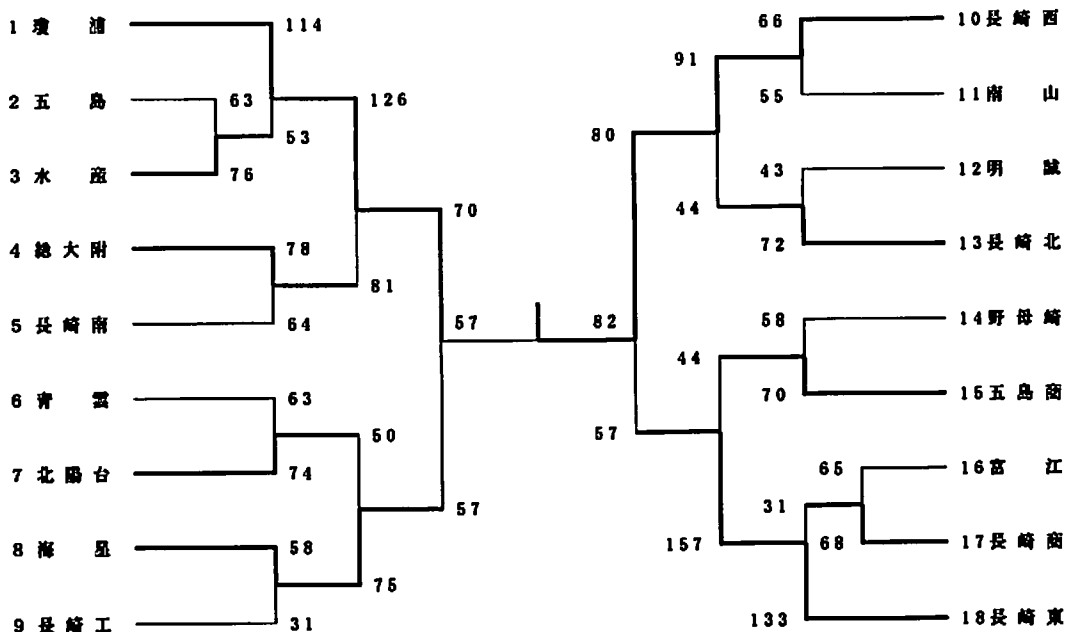 1 瓊浦
114
2 五島
63
126
53
3 水産
76
70
4 総大附
78
81
5 長崎南
64
57
6 青雲
63
50
7 北陽台
74
57
8 海星
58
75
9 長崎工
31
66
10 長崎西
91
55
11 南山
80
43
12 明誠
44
72
13 長崎北
82
58
14 野母崎
44
70
15 五島商
57
65
16 富江
31
157
68
17 長崎商
133
18 長崎東